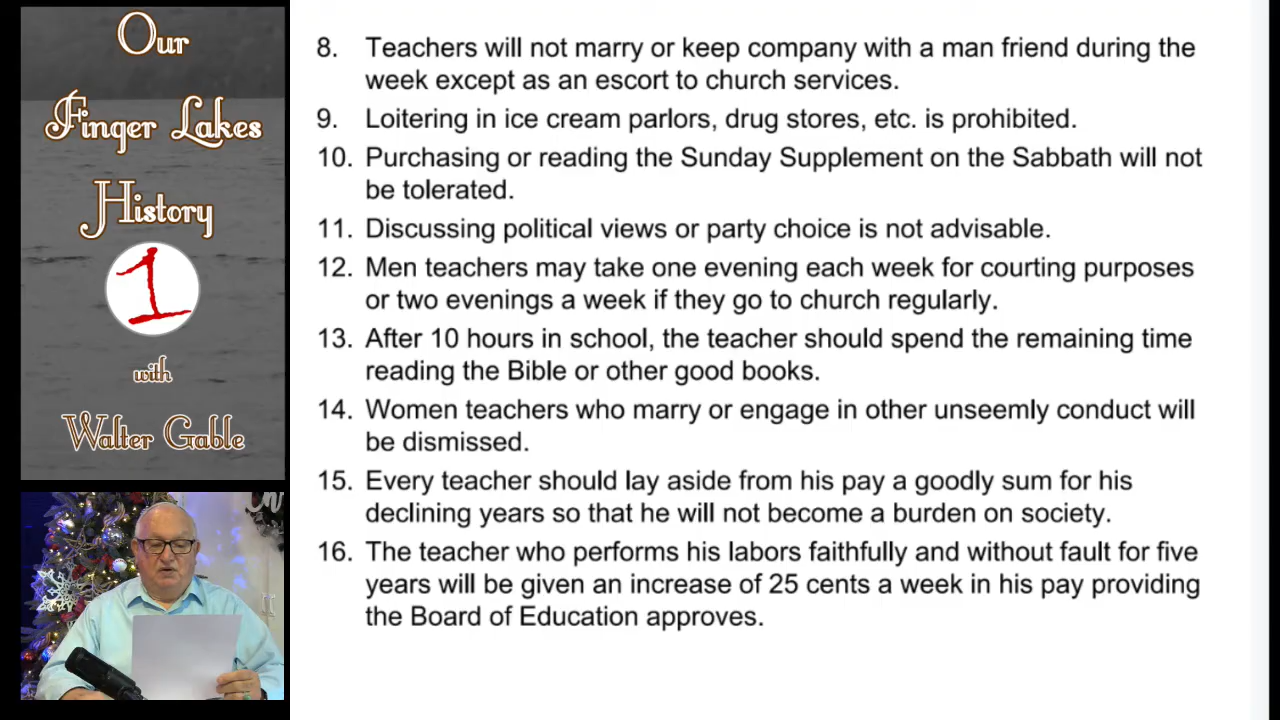 Our
Finger Lakes
History
1
with
Walter Gable
8. Teachers will not marry or keep company with a man friend during the
week except as an escort to church services.
9. Loitering in ice cream parlors, drug stores, etc. is prohibited.
10. Purchasing or reading the Sunday Supplement on the Sabbath will not
be tolerated.
11. Discussing political views or party choice is not advisable.
12. Men teachers may take one evening each week for courting purposes
or two evenings a week if they go to church regularly.
13. After 10 hours in school, the teacher should spend the remaining time
reading the Bible or other good books.
14. Women teachers who marry or engage in other unseemly conduct will
be dismissed.
15. Every teacher should lay aside from his pay a goodly sum for his
declining years so that he will not become a burden on society.
16. The teacher who performs his labors faithfully and without fault for five
years will be given an increase of 25 cents a week in his pay providing
the Board of Education approves.